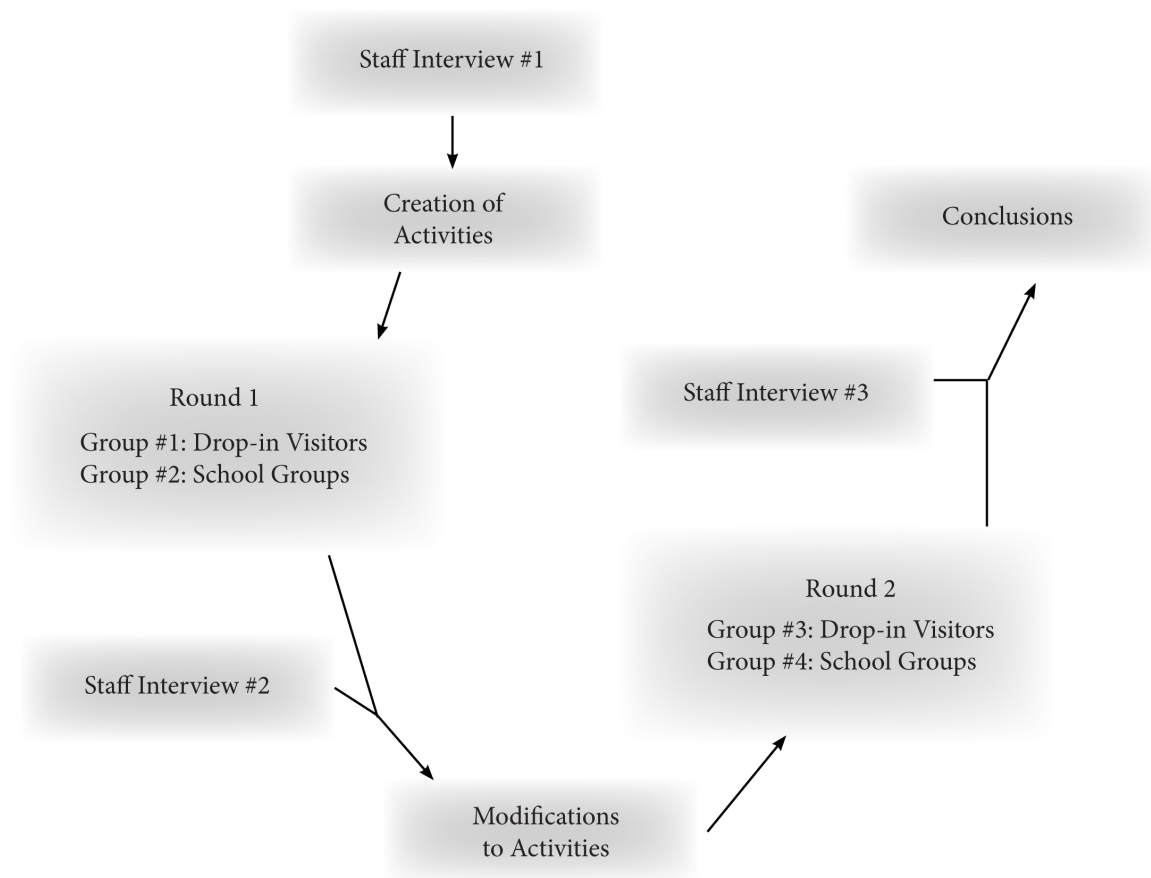 Staff Interview #1
Creation of
Activities
Round 1
Group #1: Drop-in Visitors
Group #2: School Groups
Staff Interview #2
Modifications
to Activities
Round 2
Group #3: Drop-in Visitors
Group #4: School Groups
Staff Interview #3
Conclusions